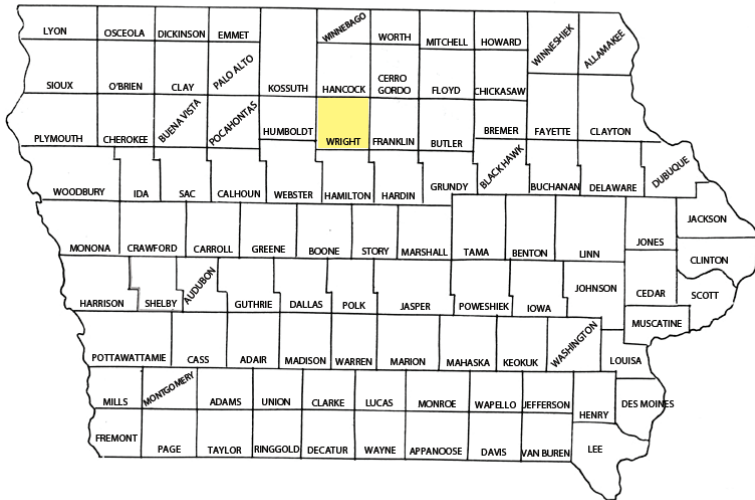 LYON OSCEOLA DICKINSON EMMET WINNEBAGO WORTH MITCHELL HOWARD WINNESHIEK ALLAMAKEE
SIOUX O'BRIEN CLAY PALO ALTO KOSSUTH HANCOCK CERRO GORDO FLOYD CHICKASAW
PLYMOUTH CHEROKEE BUENA VISTA POCAHONTAS HUMBOLDT WRIGHT FRANKLIN BUTLER BREMER FAYETTE CLAYTON
WOODBURY IDA SAC CALHOUN WEBSTER HAMILTON HARDIN GRUNDY BLACK HAWK BUCHANAN DELAWARE DUBUQUE
MONONA CRAWFORD CARROLL GREENE BOONE STORY MARSHALL TAMA BENTON LINN JONES JACKSON
CLINTON
HARRISON SHELBY AUDUBON GUTHRIE DALLAS POLK JASPER POWESHIEK IOWA JOHNSON CEDAR SCOTT
MUSCATINE
POTTAWATTAMIE CASS ADAIR MADISON WARREN MARION MAHASKA KEOKUK WASHINGTON LOUISA
MILLS MONTGOMERY ADAMS UNION CLARKE LUCAS MONROE WAPELLO JEFFERSON HENRY DES MOINES
FREMONT PAGE TAYLOR RINGGOLD DECATUR WAYNE APPANOOSE DAVIS VAN BUREN LEE